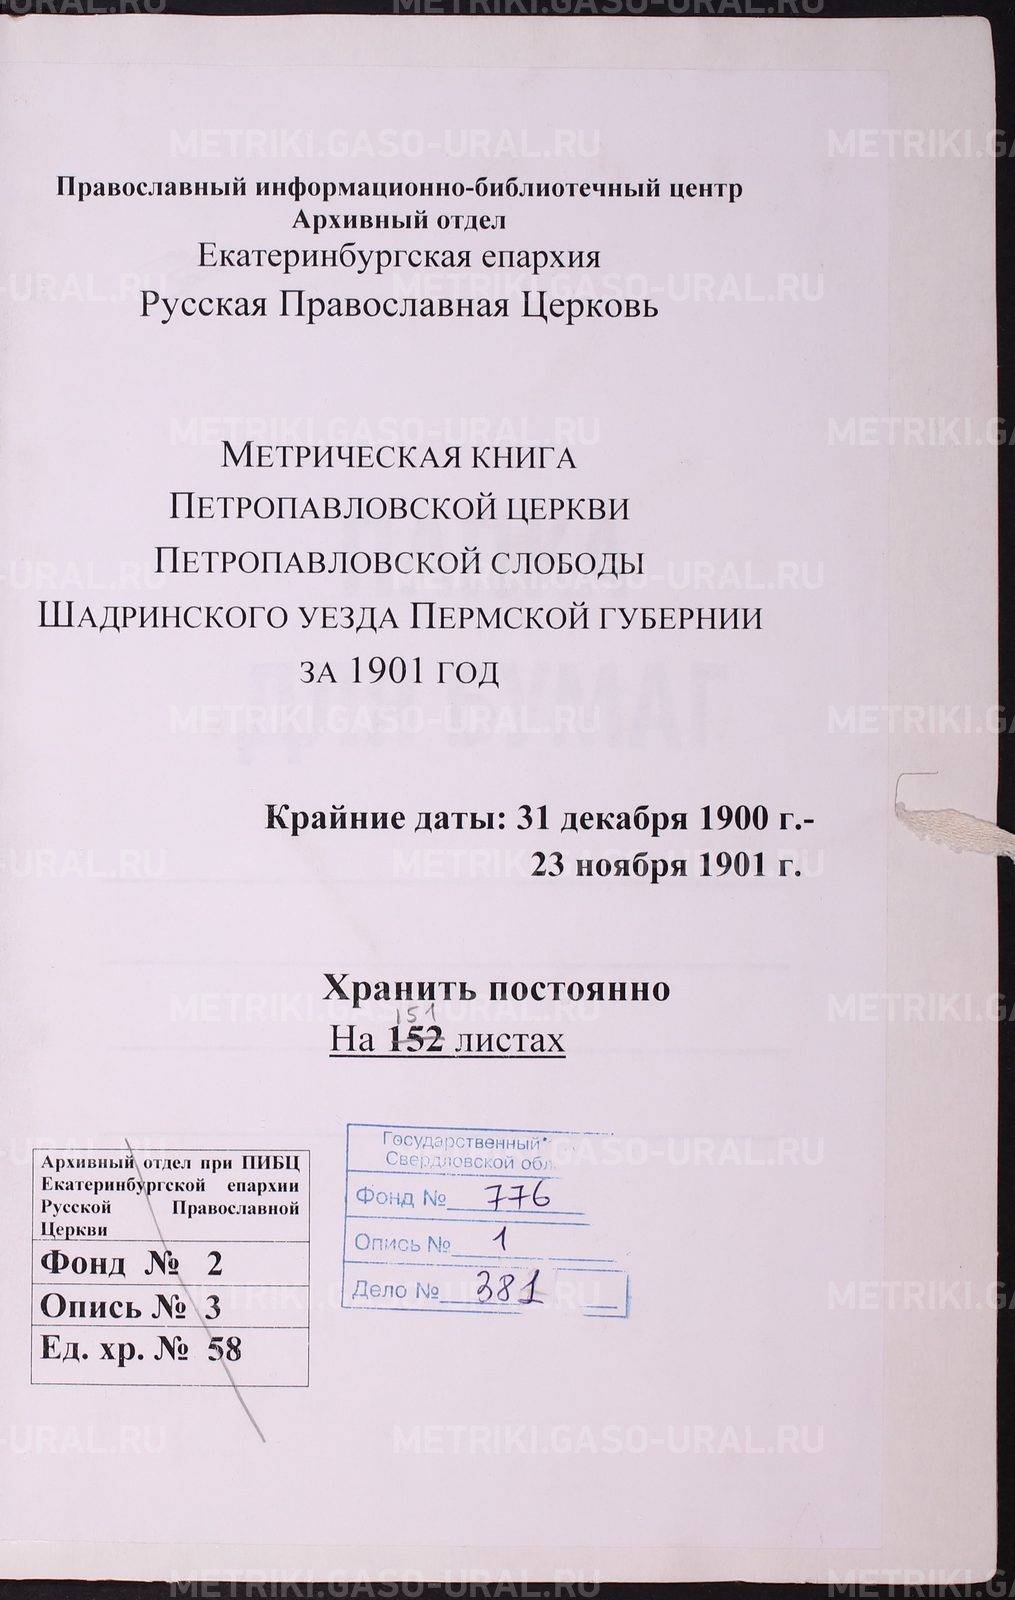 Православный информационно-библиотечный центр
Архивный отдел
Екатеринбургская епархия
Русская Православная Церковь
МЕТРИЧЕСКАЯ КНИГА
ПЕТРОПАВЛОВСКОЙ ЦЕРКВИ
ПЕТРОПАВЛОВСКОЙ СЛОБОДЫ
ШАДРИНСКОГО УЕЗДА ПЕРМСКОЙ ГУБЕРНИИ
ЗА 1901 ГОД
Крайние даты: 31 декабря 1900 г.-
23 ноября 1901 г.
Хранить постоянно
151
На 152 листах
Архивный отдел при ПИБЦ
Екатеринбургской епархии
Русской Православной
Церкви
Фонд № 2
Опись № 3
Ед. хр. № 58
Государственный
Свердловской обл.
Фонд № 776
Опись № 1
Дело № 381
METRIKI.GASO-URAL.RU